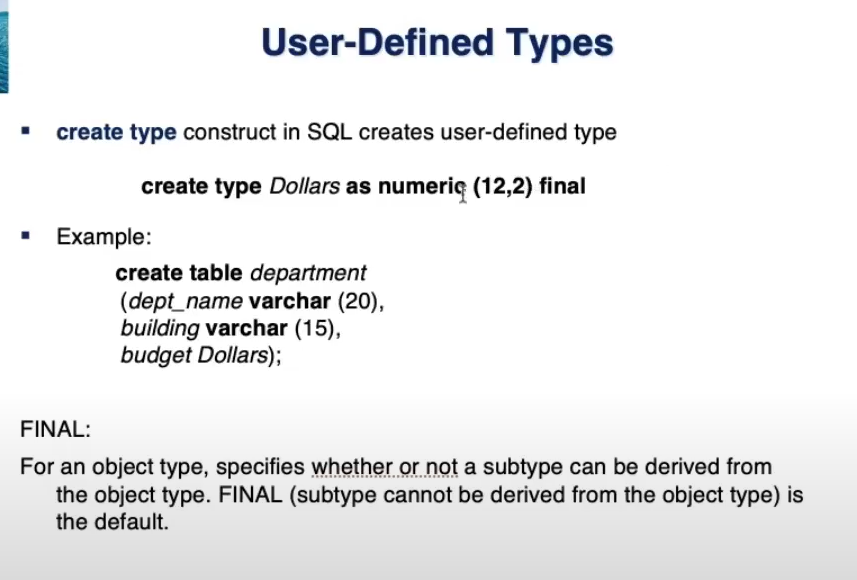 User-Defined Types
▪ create type construct in SQL creates user-defined type
create type Dollars as numeric (12,2) final
▪ Example:
create table department
(dept_name varchar (20),
building varchar (15),
budget Dollars);
FINAL:
For an object type, specifies whether or not a subtype can be derived from
the object type. FINAL (subtype cannot be derived from the object type) is
the default.